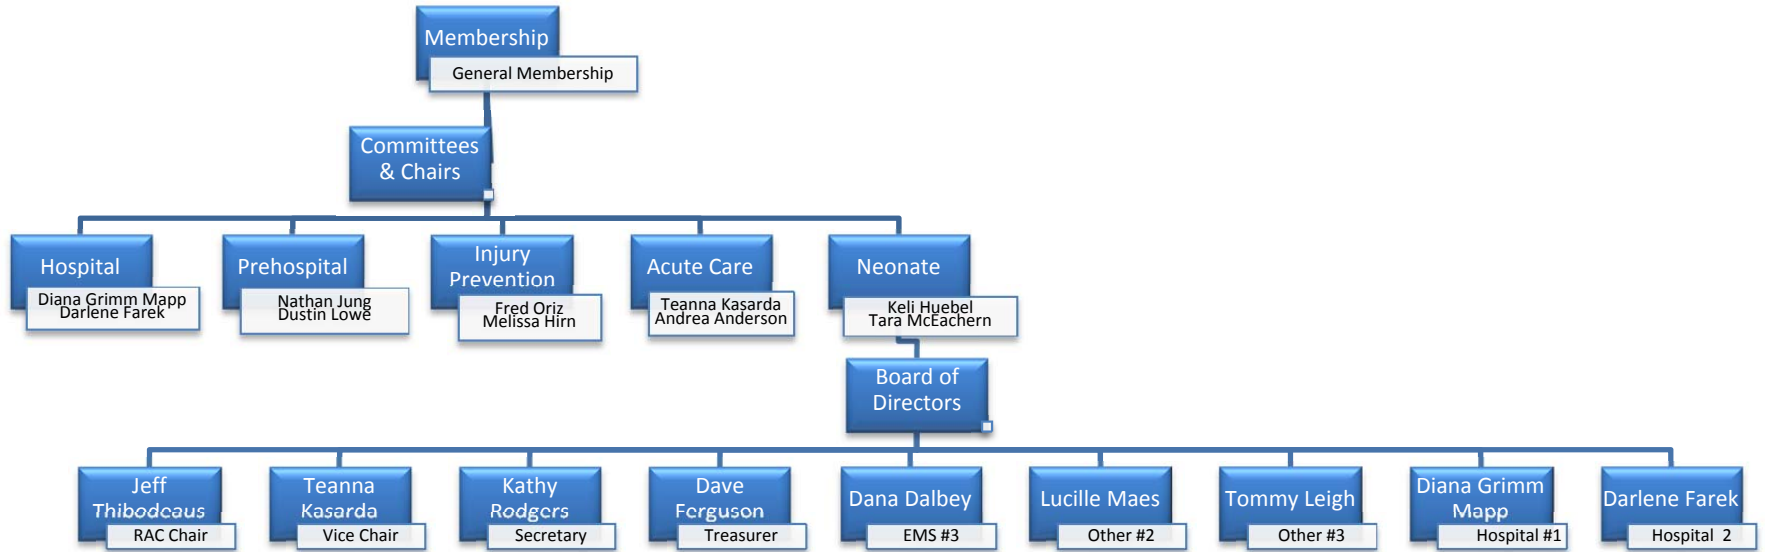 Membership
General Membership
Committees
& Chairs
Hospital
Diana Grimm Mapp
Darlene Farek
Prehospital
Nathan Jung
Dustin Lowe
Injury
Prevention
Fred Oriz
Melissa Hirn
Acute Care
Teanna Kasarda
Andrea Anderson
Neonate
Keli Huebel
Tara McEachern
Board of
Directors
Jeff
Thibodeaus
RAC Chair
Teanna
Kasarda
Vice Chair
Kathy
Rodgers
Secretary
Dave
Ferguson
Treasurer
Dana Dalbey
EMS #3
Lucille Maes
Other #2
Tommy Leigh
Other #3
Diana Grimm
Mapp
Hospital #1
Darlene Farek
Hospital 2